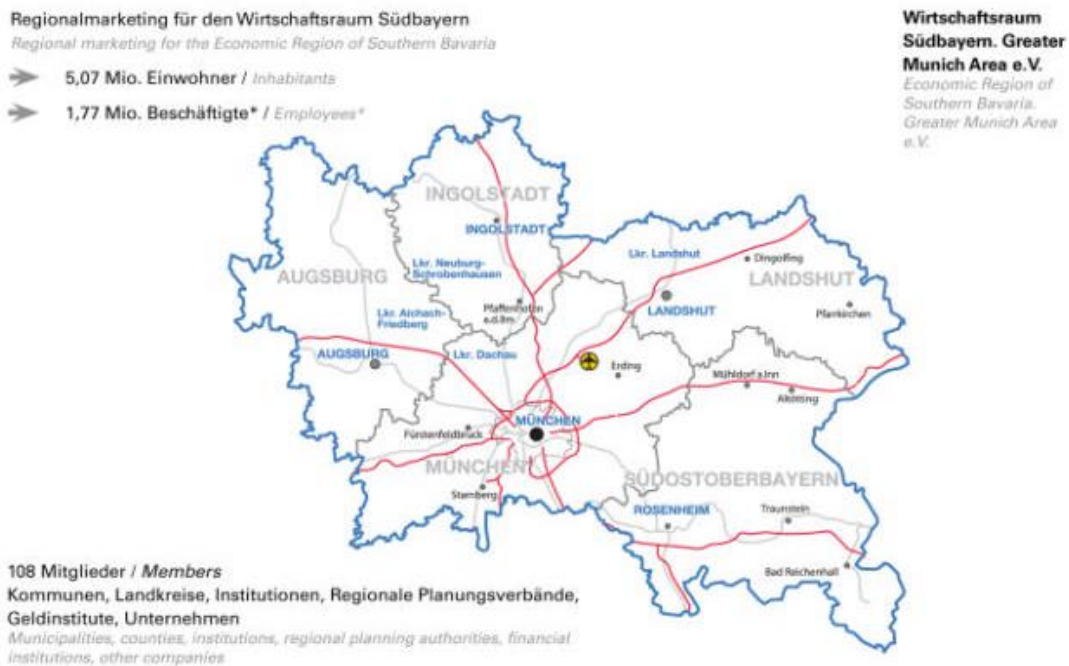 Regionalmarketing für den Wirtschaftsraum Südbayern
Regional marketing for the Economic Region of Southern Bavaria
5,07 Mio. Einwohner / Inhabitants
1,77 Mio. Beschäftigte* / Employees*
Wirtschaftsraum
Südbayern. Greater
Munich Area e.V.
Economic Region of
Southern Bavaria.
Greater Munich Area
e.V.
INGOLSTADT
INGOLSTADT
Lkr. Landshut
Dingolfing
Lkr. Neuburg-
Schrobenhausen
AUGSBURG
LANDSHUT
Pfaffenhofen
a.d.Ilm
LANDSHUT
Pfarrkirchen
Lkr. Aichach-
Friedberg
AUGSBURG
Lkr. Dachau
Erding
Mühldorf a.Inn
Altötting
MÜNCHEN
Fürstenfeldbruck
MÜNCHEN
SÜDOSTOBERBAYERN
Starnberg
ROSENHEIM
Traunstein
Bad Reichenhall
108 Mitglieder / Members
Kommunen, Landkreise, Institutionen, Regionale Planungsverbände,
Geldinstitute, Unternehmen
Municipalities, counties, institutions, regional planning authorities, financial
institutions, other companies